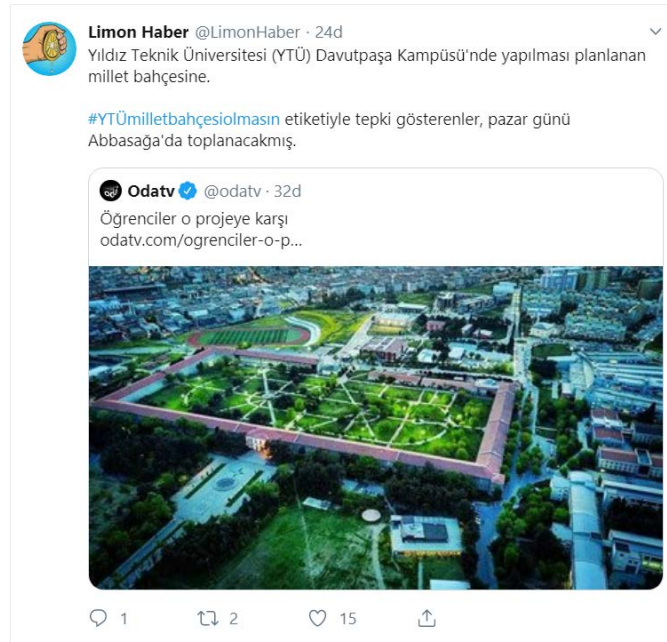 Limon Haber @LimonHaber · 24d
Yıldız Teknik Üniversitesi (YTÜ) Davutpaşa Kampüsü'nde yapılması planlanan
millet bahçesine.
#YTÜmilletbahçesiolmasın etiketiyle tepki gösterenler, pazar günü
Abbasağa'da toplanacakmış.
Odatv @odatv · 32d
Öğrenciler o projeye karşı
odatv.com/ogrenciler-o-p...
1 2 15